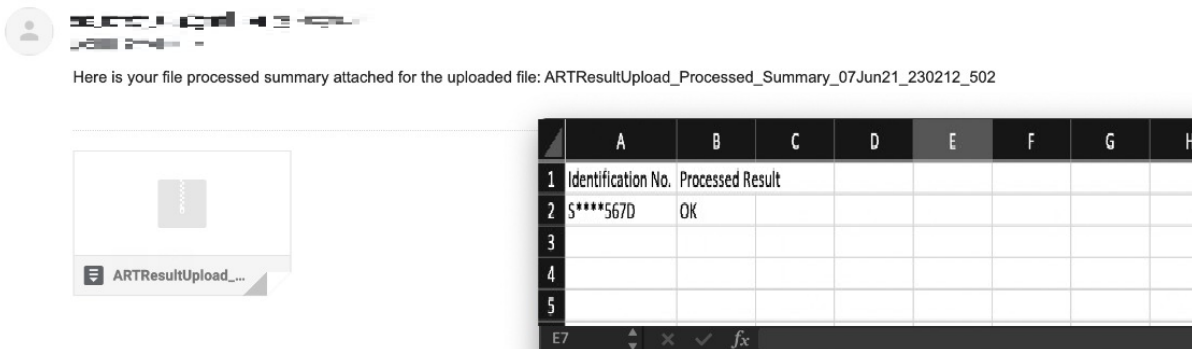 Here is your file processed summary attached for the uploaded file: ARTResultUpload_Processed_Summary_07Jun21_230212_502
ARTResultUpload_...
A B C D E F G H
1 Identification No. Processed Result
2 S****567D OK
3
4
5
E7 fx